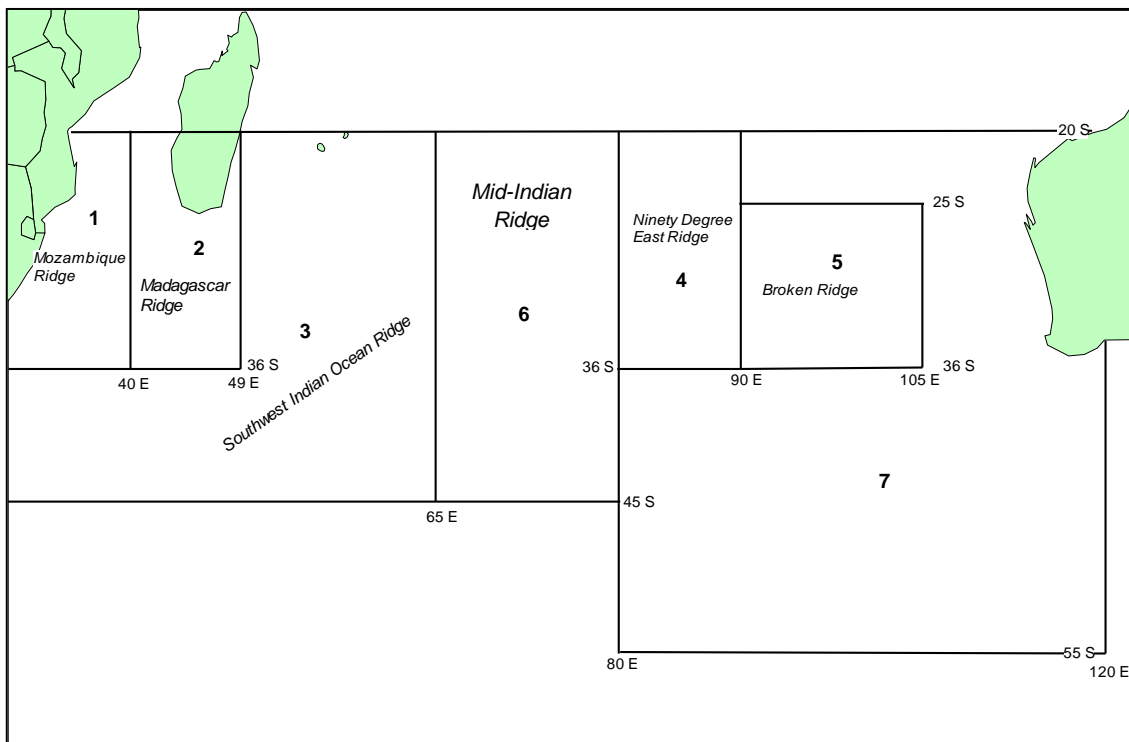 20 S
Mid-Indian
Ridge
25 S
1
Ninety Degree
East Ridge
2
Mozambique
Ridge
5
4
Madagascar
Ridge
Broken Ridge
6
3
Southwest Indian Ocean Ridge
36 S
36 S
36 S
40 E
49 E
90 E
105 E
7
45 S
65 E
55 S
80 E
120 E